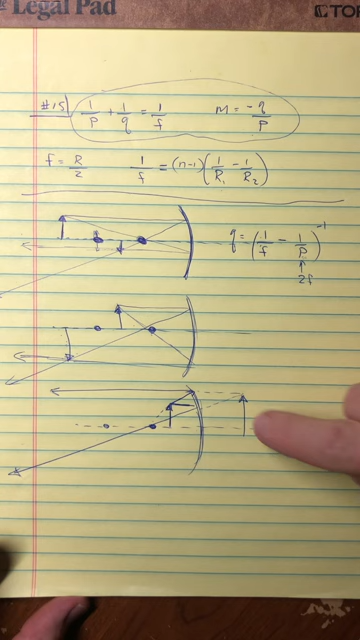 Legal Pad
TOP
#15) 1/p + 1/q = 1/f    M = -q/p
f = R/2    1/f = (n-1)(1/R₁ - 1/R₂)
q = (1/f - 1/p)⁻¹
↑
2f